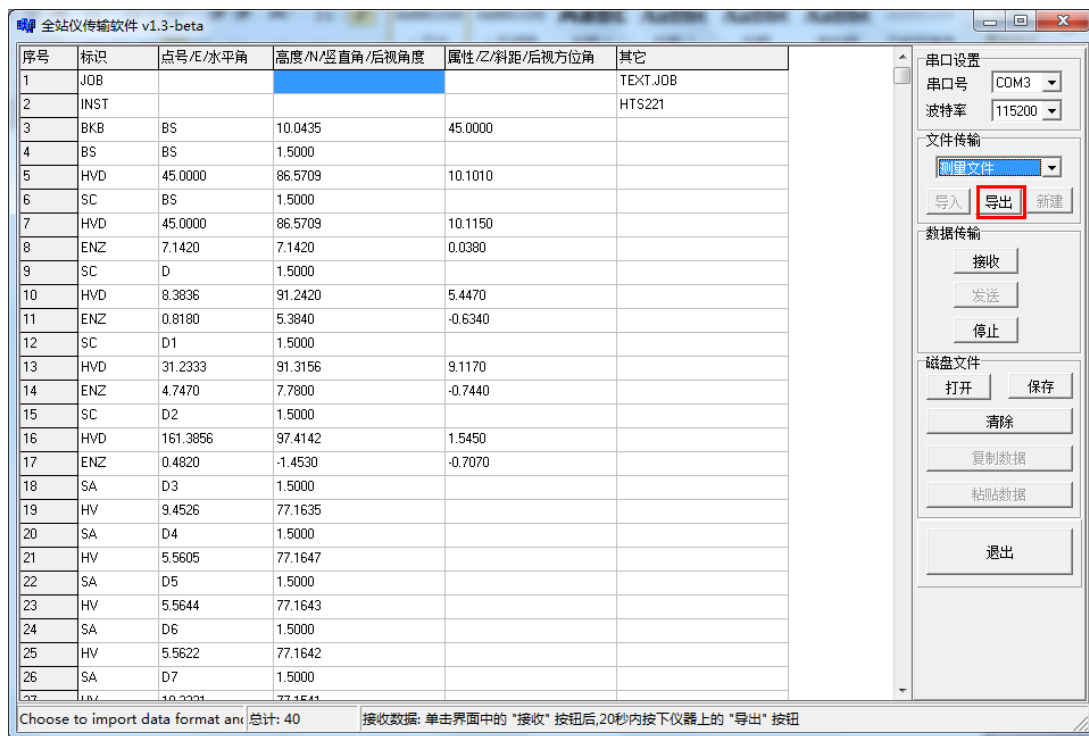 全站仪传输软件 v1.3-beta
序号 标识 点号/E/水平角 高度/N/竖直角/后视角度 属性/Z/斜距/后视方位角 其它
1 JOB TEXT.JOB
2 INST HTS221
3 BKB BS 10.0435 45.0000
4 BS BS 1.5000
5 HVD 45.0000 86.5709 10.1010
6 SC BS 1.5000
7 HVD 45.0000 86.5709 10.1150
8 ENZ 7.1420 7.1420 0.0380
9 SC D 1.5000
10 HVD 8.3836 91.2420 5.4470
11 ENZ 0.8180 5.3840 -0.6340
12 SC D1 1.5000
13 HVD 31.2333 91.3156 9.1170
14 ENZ 4.7470 7.7800 -0.7440
15 SC D2 1.5000
16 HVD 161.3856 97.4142 1.5450
17 ENZ 0.4820 -1.4530 -0.7070
18 SA D3 1.5000
19 HV 9.4526 77.1635
20 SA D4 1.5000
21 HV 5.5605 77.1647
22 SA D5 1.5000
23 HV 5.5644 77.1643
24 SA D6 1.5000
25 HV 5.5622 77.1642
26 SA D7 1.5000
串口设置
串口号 COM3
波特率 115200
文件传输
测量文件
导入 导出 新建
数据传输
接收
发送
停止
磁盘文件
打开 保存
清除
复制数据
粘贴数据
退出
Choose to import data format and 总计: 40 接收数据: 单击界面中的 "接收" 按钮后,20秒内按下仪器上的 "导出" 按钮